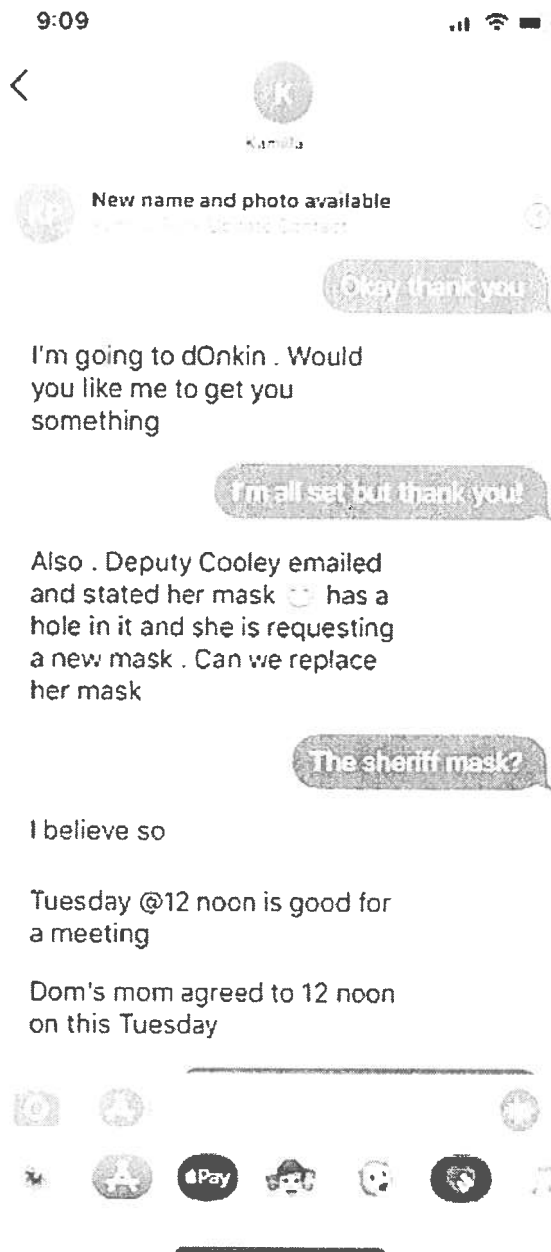 9:09
K
Kamilla
New name and photo available
Okay thank you
I'm going to dOnkin . Would
you like me to get you
something
I'm all set but thank you!
Also . Deputy Cooley emailed
and stated her mask has a
hole in it and she is requesting
a new mask . Can we replace
her mask
The sheriff mask?
I believe so
Tuesday @12 noon is good for
a meeting
Dom's mom agreed to 12 noon
on this Tuesday
Pay